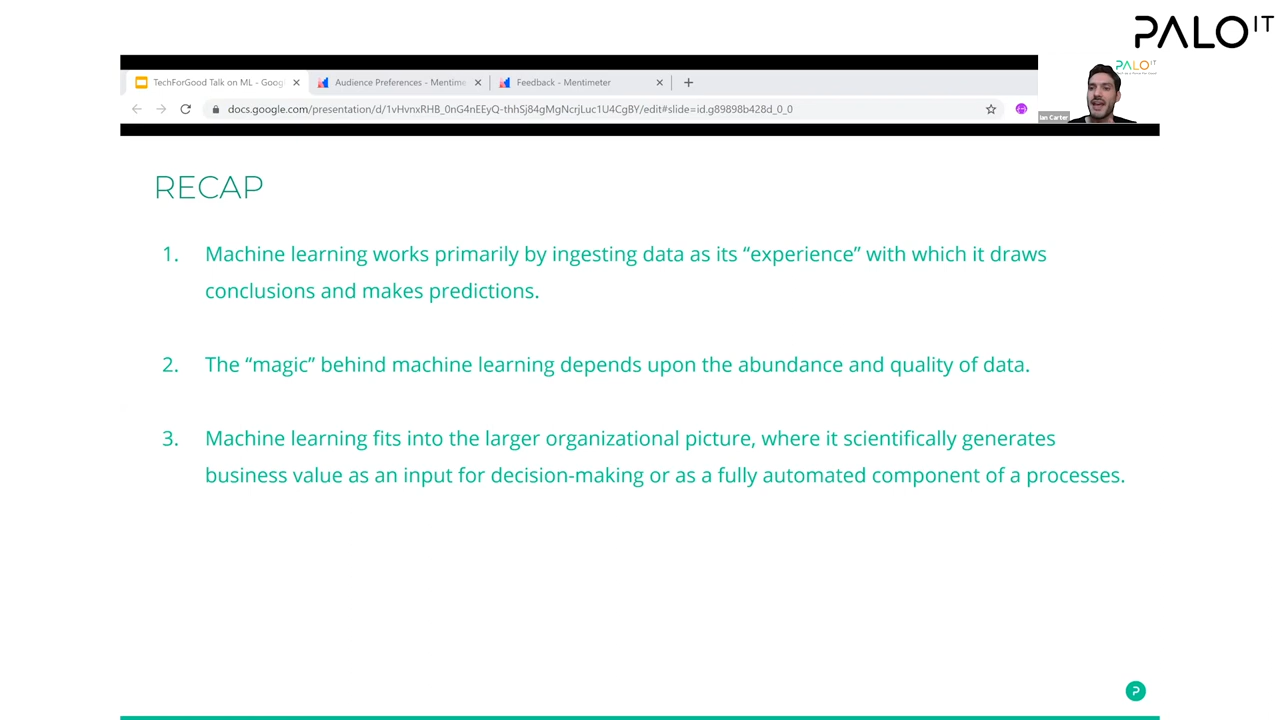 PALO IT
TechForGood Talk on ML - Goog
Audience Preferences - Mentime
Feedback - Mentimeter
docs.google.com/presentation/d/1vHvnxRHB_0nG4nEEyQ-thhSj84gMgNcrjLuc1U4CgBY/edit#slide=id.g89898b428d_0_0
PALO IT
Ian Carter
RECAP
1. Machine learning works primarily by ingesting data as its “experience” with which it draws
conclusions and makes predictions.
2. The “magic” behind machine learning depends upon the abundance and quality of data.
3. Machine learning fits into the larger organizational picture, where it scientifically generates
business value as an input for decision-making or as a fully automated component of a processes.